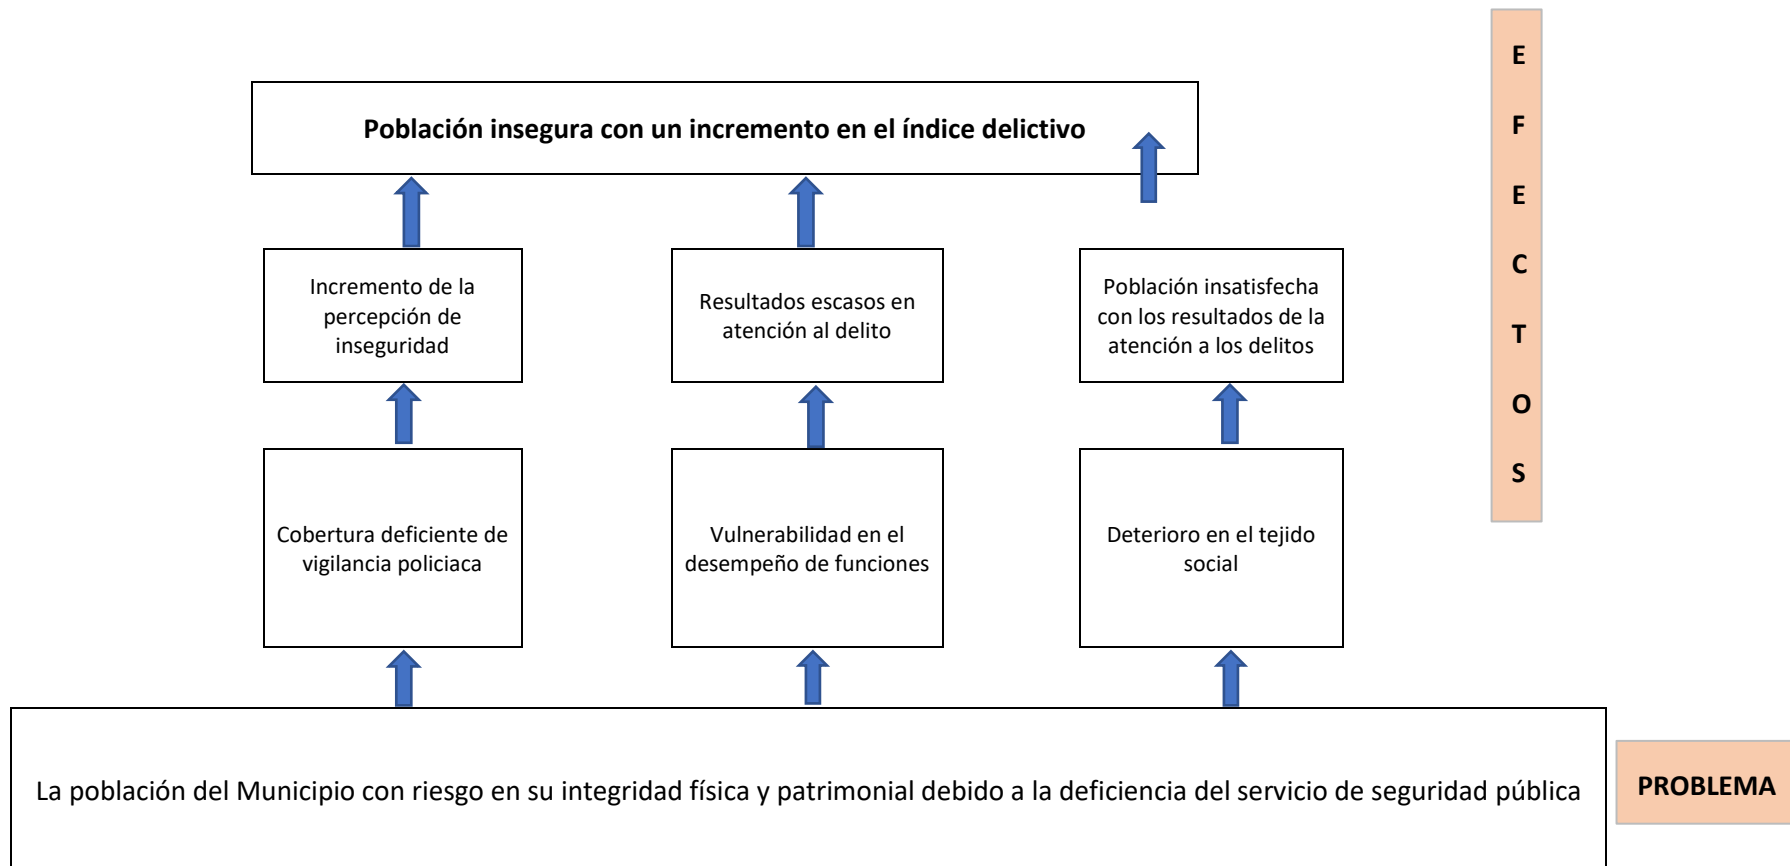 E
F
E
C
T
O
S
Población insegura con un incremento en el índice delictivo
Incremento de la
percepción de
inseguridad
Resultados escasos en
atención al delito
Población insatisfecha
con los resultados de la
atención a los delitos
Cobertura deficiente de
vigilancia policiaca
Vulnerabilidad en el
desempeño de funciones
Deterioro en el tejido
social
La población del Municipio con riesgo en su integridad física y patrimonial debido a la deficiencia del servicio de seguridad pública
PROBLEMA